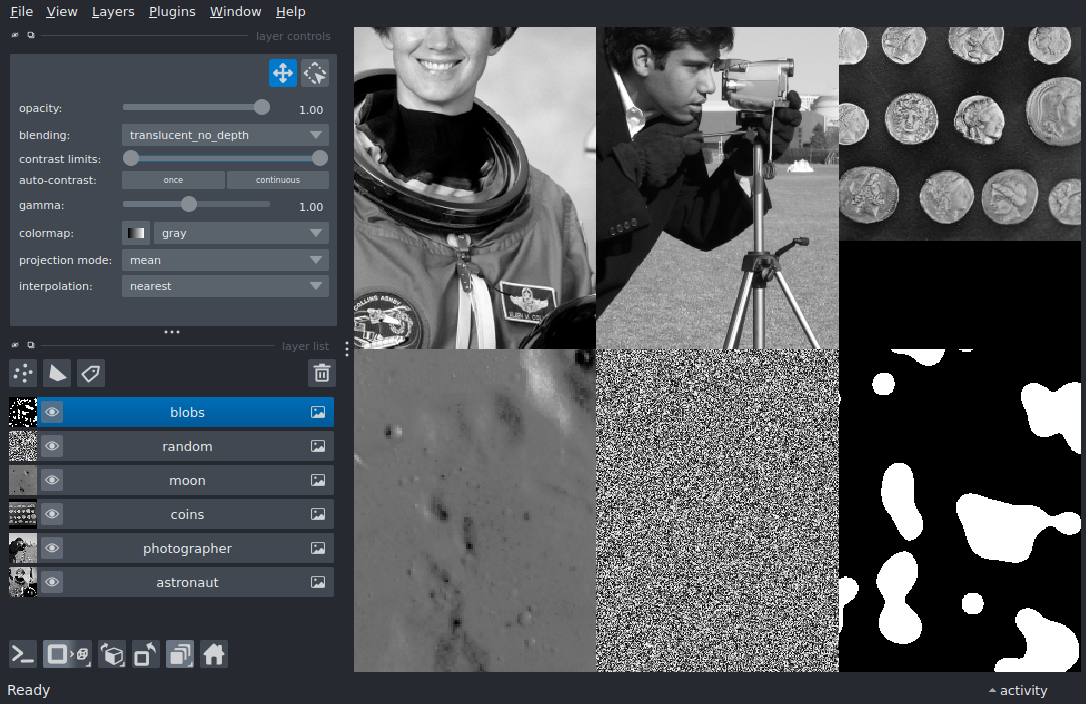 File View Layers Plugins Window Help
layer controls
opacity: 1.00
blending: translucent_no_depth
contrast limits:
auto-contrast: once continuous
gamma: 1.00
colormap: gray
projection mode: mean
interpolation: nearest
layer list
blobs
random
moon
coins
photographer
astronaut
Ready
activity